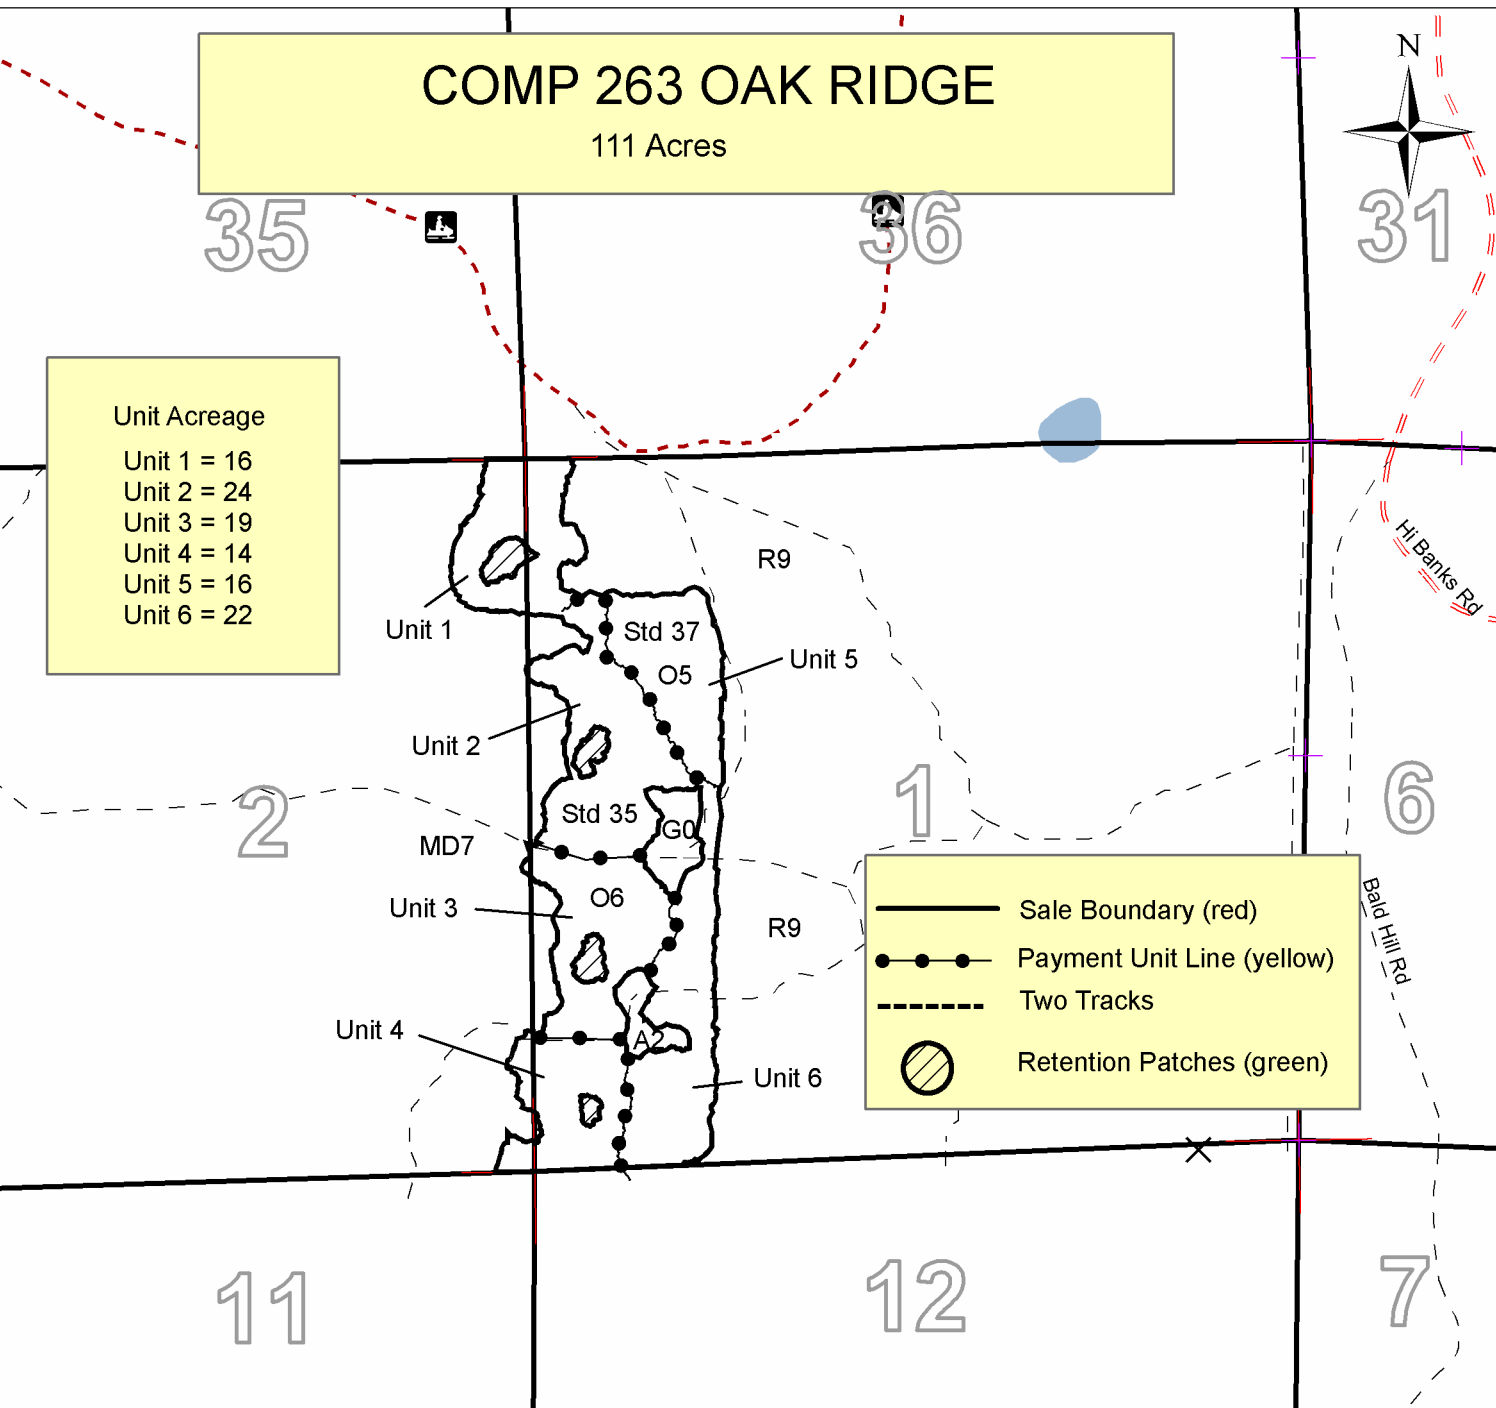 N
COMP 263 OAK RIDGE
111 Acres
35
36
31
Unit Acreage
Unit 1 = 16
Unit 2 = 24
Unit 3 = 19
Unit 4 = 14
Unit 5 = 16
Unit 6 = 22
Hi Banks Rd
R9
Unit 1
Std 37
O5
Unit 5
Unit 2
2
Std 35
G0
1
6
MD7
O6
Unit 3
R9
Unit 4
A2
Unit 6
Sale Boundary (red)
Payment Unit Line (yellow)
Two Tracks
Retention Patches (green)
Bald Hill Rd
11
12
7